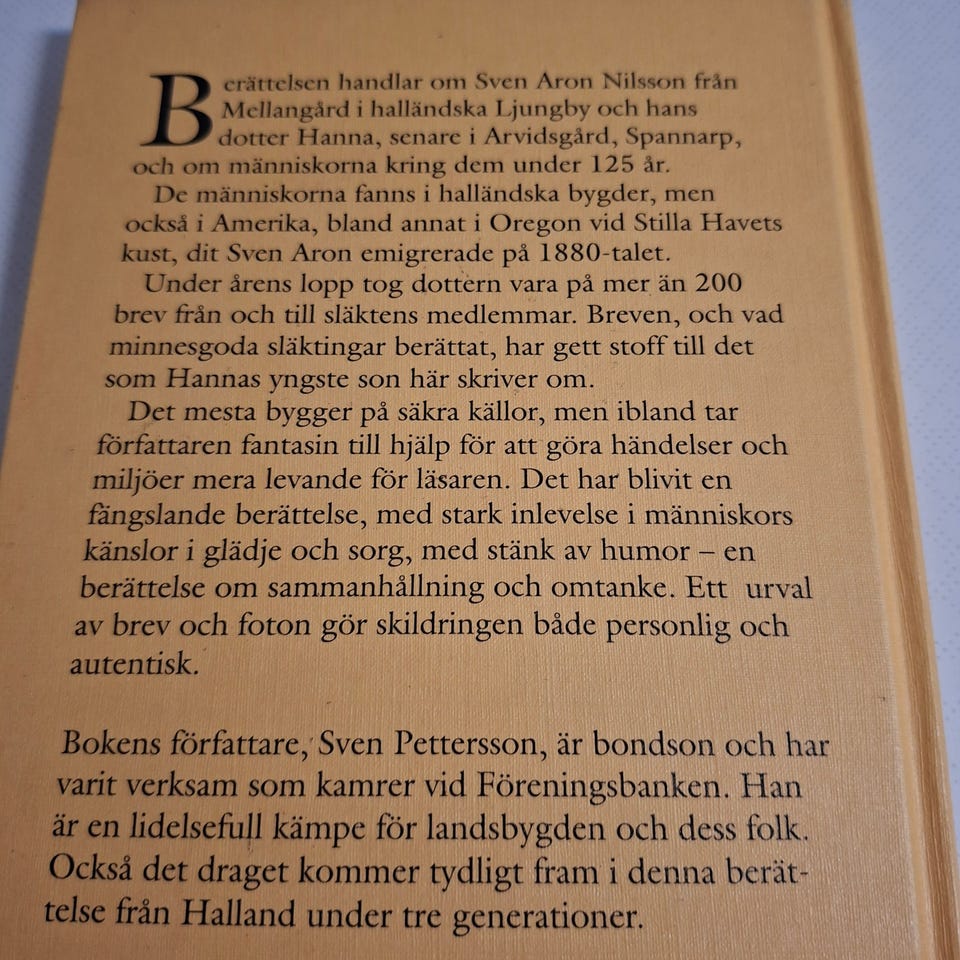 Berättelsen handlar om Sven Aron Nilsson från
Mellangård i halländska Ljungby och hans
dotter Hanna, senare i Arvidsgård, Spannarp,
och om människorna kring dem under 125 år.
De människorna fanns i halländska bygder, men
också i Amerika, bland annat i Oregon vid Stilla Havets
kust, dit Sven Aron emigrerade på 1880-talet.
Under årens lopp tog dottern vara på mer än 200
brev från och till släktens medlemmar. Breven, och vad
minnesgoda släktingar berättat, har gett stoff till det
som Hannas yngste son här skriver om.
Det mesta bygger på säkra källor, men ibland tar
författaren fantasin till hjälp för att göra händelser och
miljöer mera levande för läsaren. Det har blivit en
fängslande berättelse, med stark inlevelse i människors
känslor i glädje och sorg, med stänk av humor – en
berättelse om sammanhållning och omtanke. Ett urval
av brev och foton gör skildringen både personlig och
autentisk.
Bokens författare, Sven Pettersson, är bondson och har
varit verksam som kamrer vid Föreningsbanken. Han
är en lidelsefull kämpe för landsbygden och dess folk.
Också det draget kommer tydligt fram i denna berät-
telse från Halland under tre generationer.